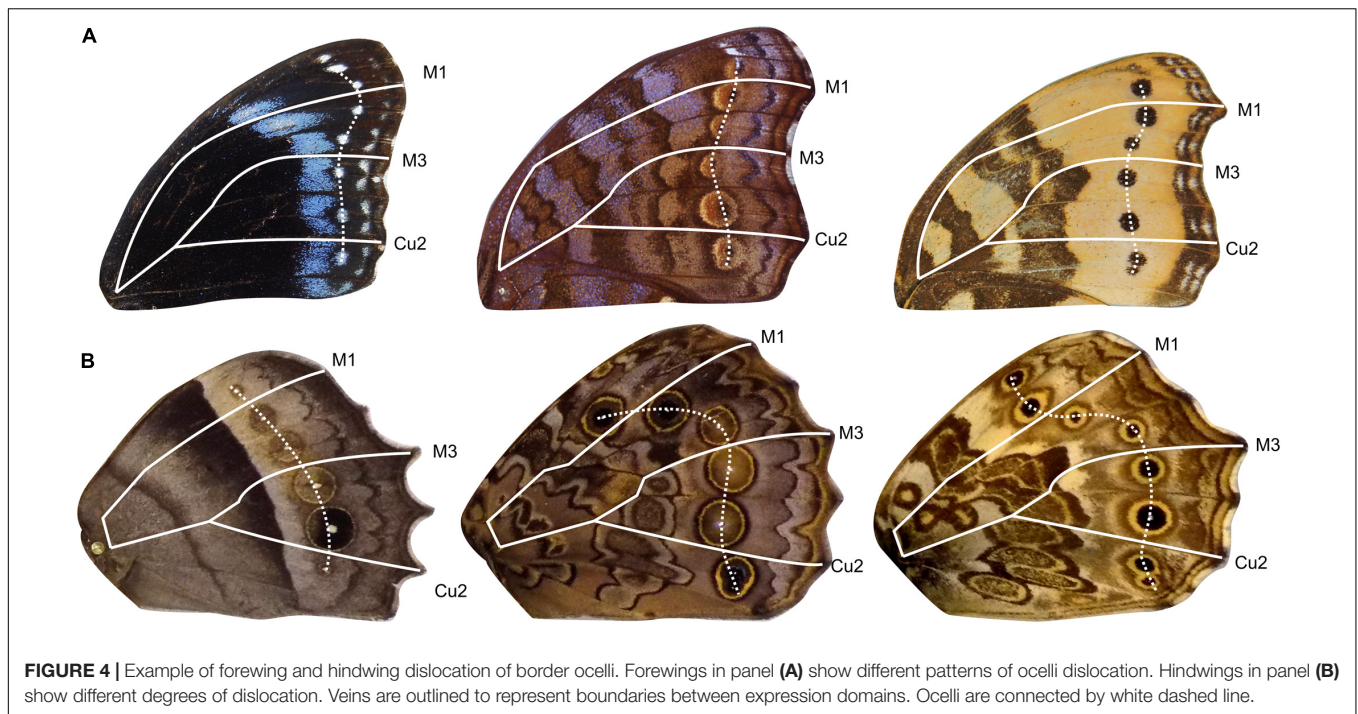 A
M1
M3
Cu2
M1
M3
Cu2
M1
M3
Cu2
B
M1
M3
Cu2
M1
M3
Cu2
M1
M3
Cu2
FIGURE 4 | Example of forewing and hindwing dislocation of border ocelli. Forewings in panel (A) show different patterns of ocelli dislocation. Hindwings in panel (B)
show different degrees of dislocation. Veins are outlined to represent boundaries between expression domains. Ocelli are connected by white dashed line.